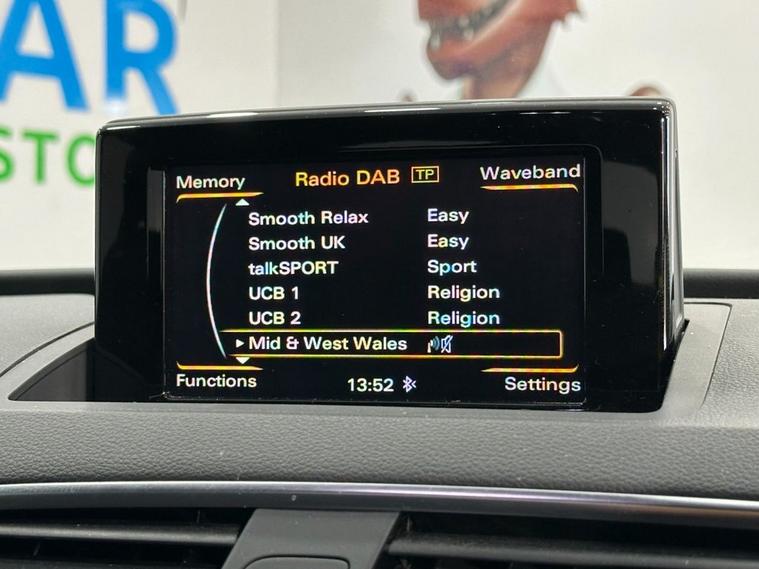 AR
STO
Memory Radio DAB TP Waveband
Smooth Relax Easy
Smooth UK Easy
talkSPORT Sport
UCB 1 Religion
UCB 2 Religion
Mid & West Wales
Functions 13:52 Settings